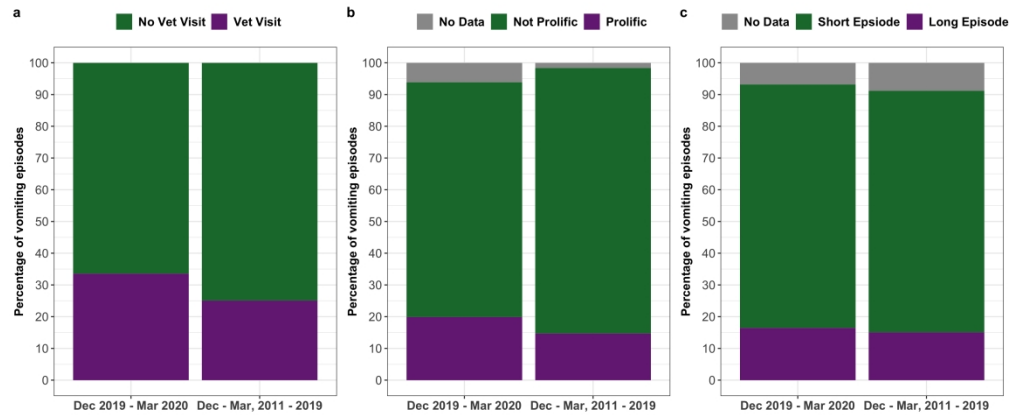 a
No Vet Visit Vet Visit
Percentage of vomiting episodes
100
90
80
70
60
50
40
30
20
10
0
Dec 2019 - Mar 2020 Dec - Mar, 2011 - 2019
b
No Data Not Prolific Prolific
Percentage of vomiting episodes
100
90
80
70
60
50
40
30
20
10
0
Dec 2019 - Mar 2020 Dec - Mar, 2011 - 2019
c
No Data Short Epsiode Long Episode
Percentage of vomiting episodes
100
90
80
70
60
50
40
30
20
10
0
Dec 2019 - Mar 2020 Dec - Mar, 2011 - 2019